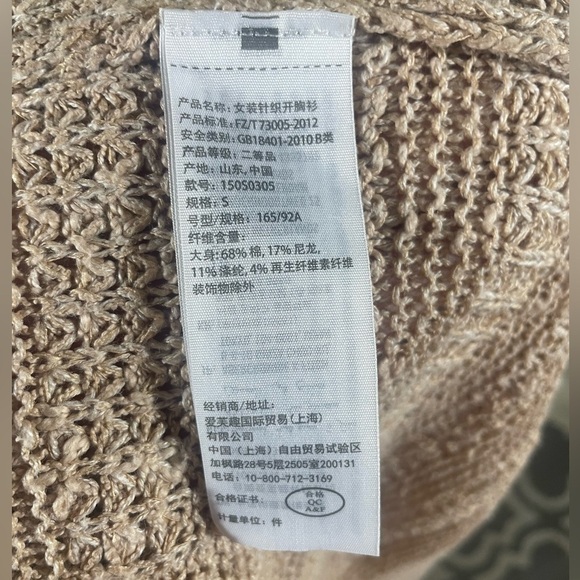 产品名称: 女装针织开胸衫
产品标准: FZ/T73005-2012
安全类别: GB18401-2010 B类
产品等级: 二等品
产地: 山东, 中国
款号: 150S0305
规格: S
号型/规格: 165/92A
纤维含量:
大身: 68% 棉, 17% 尼龙,
11% 涤纶, 4% 再生纤维素纤维
装饰物除外
经销商/地址:
爱芙趣国际贸易(上海)
有限公司
中国 (上海) 自由贸易试验区
加枫路28号5层2505室200131
电话: 10-800-712-3169
合格证书:
合格
QC
A&F
计量单位: 件